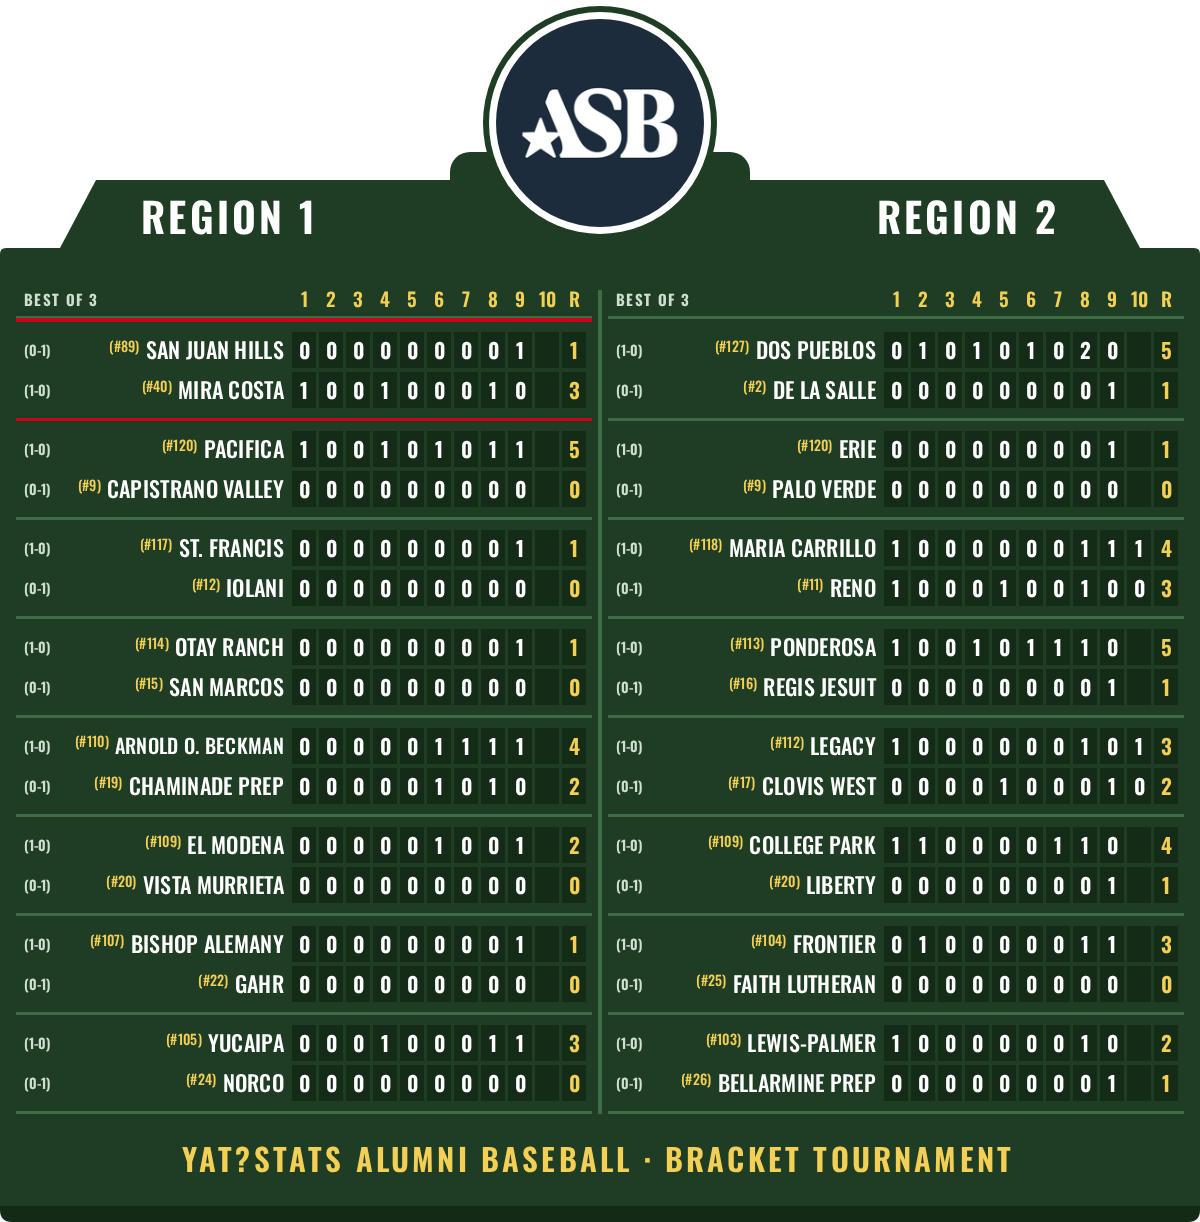 ASB
REGION 1
REGION 2
BEST OF 3 1 2 3 4 5 6 7 8 9 10 R
(0-1) (#89) SAN JUAN HILLS 0 0 0 0 0 0 0 0 1 1
(1-0) (#40) MIRA COSTA 1 0 0 1 0 0 0 1 0 3
(1-0) (#120) PACIFICA 1 0 0 1 0 1 0 1 1 5
(0-1) (#9) CAPISTRANO VALLEY 0 0 0 0 0 0 0 0 0 0
(1-0) (#117) ST. FRANCIS 0 0 0 0 0 0 0 0 1 1
(0-1) (#12) IOLANI 0 0 0 0 0 0 0 0 0 0
(1-0) (#114) OTAY RANCH 0 0 0 0 0 0 0 0 1 1
(0-1) (#15) SAN MARCOS 0 0 0 0 0 0 0 0 0 0
(1-0) (#110) ARNOLD O. BECKMAN 0 0 0 0 0 1 1 1 1 4
(0-1) (#19) CHAMINADE PREP 0 0 0 0 0 1 0 1 0 2
(1-0) (#109) EL MODENA 0 0 0 0 0 1 0 0 1 2
(0-1) (#20) VISTA MURRIETA 0 0 0 0 0 0 0 0 0 0
(1-0) (#107) BISHOP ALEMANY 0 0 0 0 0 0 0 0 1 1
(0-1) (#22) GAHR 0 0 0 0 0 0 0 0 0 0
(1-0) (#105) YUCAIPA 0 0 0 1 0 0 0 1 1 3
(0-1) (#24) NORCO 0 0 0 0 0 0 0 0 0 0
BEST OF 3 1 2 3 4 5 6 7 8 9 10 R
(1-0) (#127) DOS PUEBLOS 0 1 0 1 0 1 0 2 0 5
(0-1) (#2) DE LA SALLE 0 0 0 0 0 0 0 0 1 1
(1-0) (#120) ERIE 0 0 0 0 0 0 0 0 1 1
(0-1) (#9) PALO VERDE 0 0 0 0 0 0 0 0 0 0
(1-0) (#118) MARIA CARRILLO 1 0 0 0 0 0 0 1 1 1 4
(0-1) (#11) RENO 1 0 0 0 1 0 0 1 0 0 3
(1-0) (#113) PONDEROSA 1 0 0 1 0 1 1 1 0 5
(0-1) (#16) REGIS JESUIT 0 0 0 0 0 0 0 0 1 1
(1-0) (#112) LEGACY 1 0 0 0 0 0 0 1 0 1 3
(0-1) (#17) CLOVIS WEST 0 0 0 0 1 0 0 0 1 0 2
(1-0) (#109) COLLEGE PARK 1 1 0 0 0 0 1 1 0 4
(0-1) (#20) LIBERTY 0 0 0 0 0 0 0 0 1 1
(1-0) (#104) FRONTIER 0 1 0 0 0 0 0 1 1 3
(0-1) (#25) FAITH LUTHERAN 0 0 0 0 0 0 0 0 0 0
(1-0) (#103) LEWIS-PALMER 1 0 0 0 0 0 0 1 0 2
(0-1) (#26) BELLARMINE PREP 0 0 0 0 0 0 0 0 1 1
YAT?STATS ALUMNI BASEBALL · BRACKET TOURNAMENT